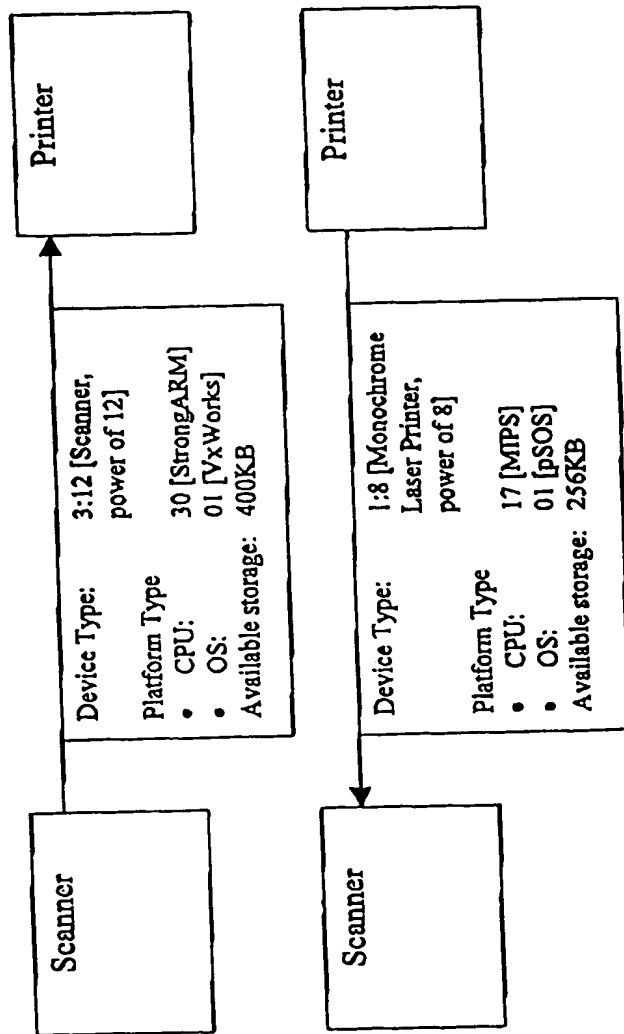 Scanner
Printer
Device Type: 3:12 [Scanner,
power of 12]
Platform Type
• CPU: 30 [StrongARM]
• OS: 01 [VxWorks]
Available storage: 400KB
Scanner
Printer
Device Type: 1:8 [Monochrome
Laser Printer,
power of 8]
Platform Type
• CPU: 17 [MIPS]
• OS: 01 [pSOS]
Available storage: 256KB